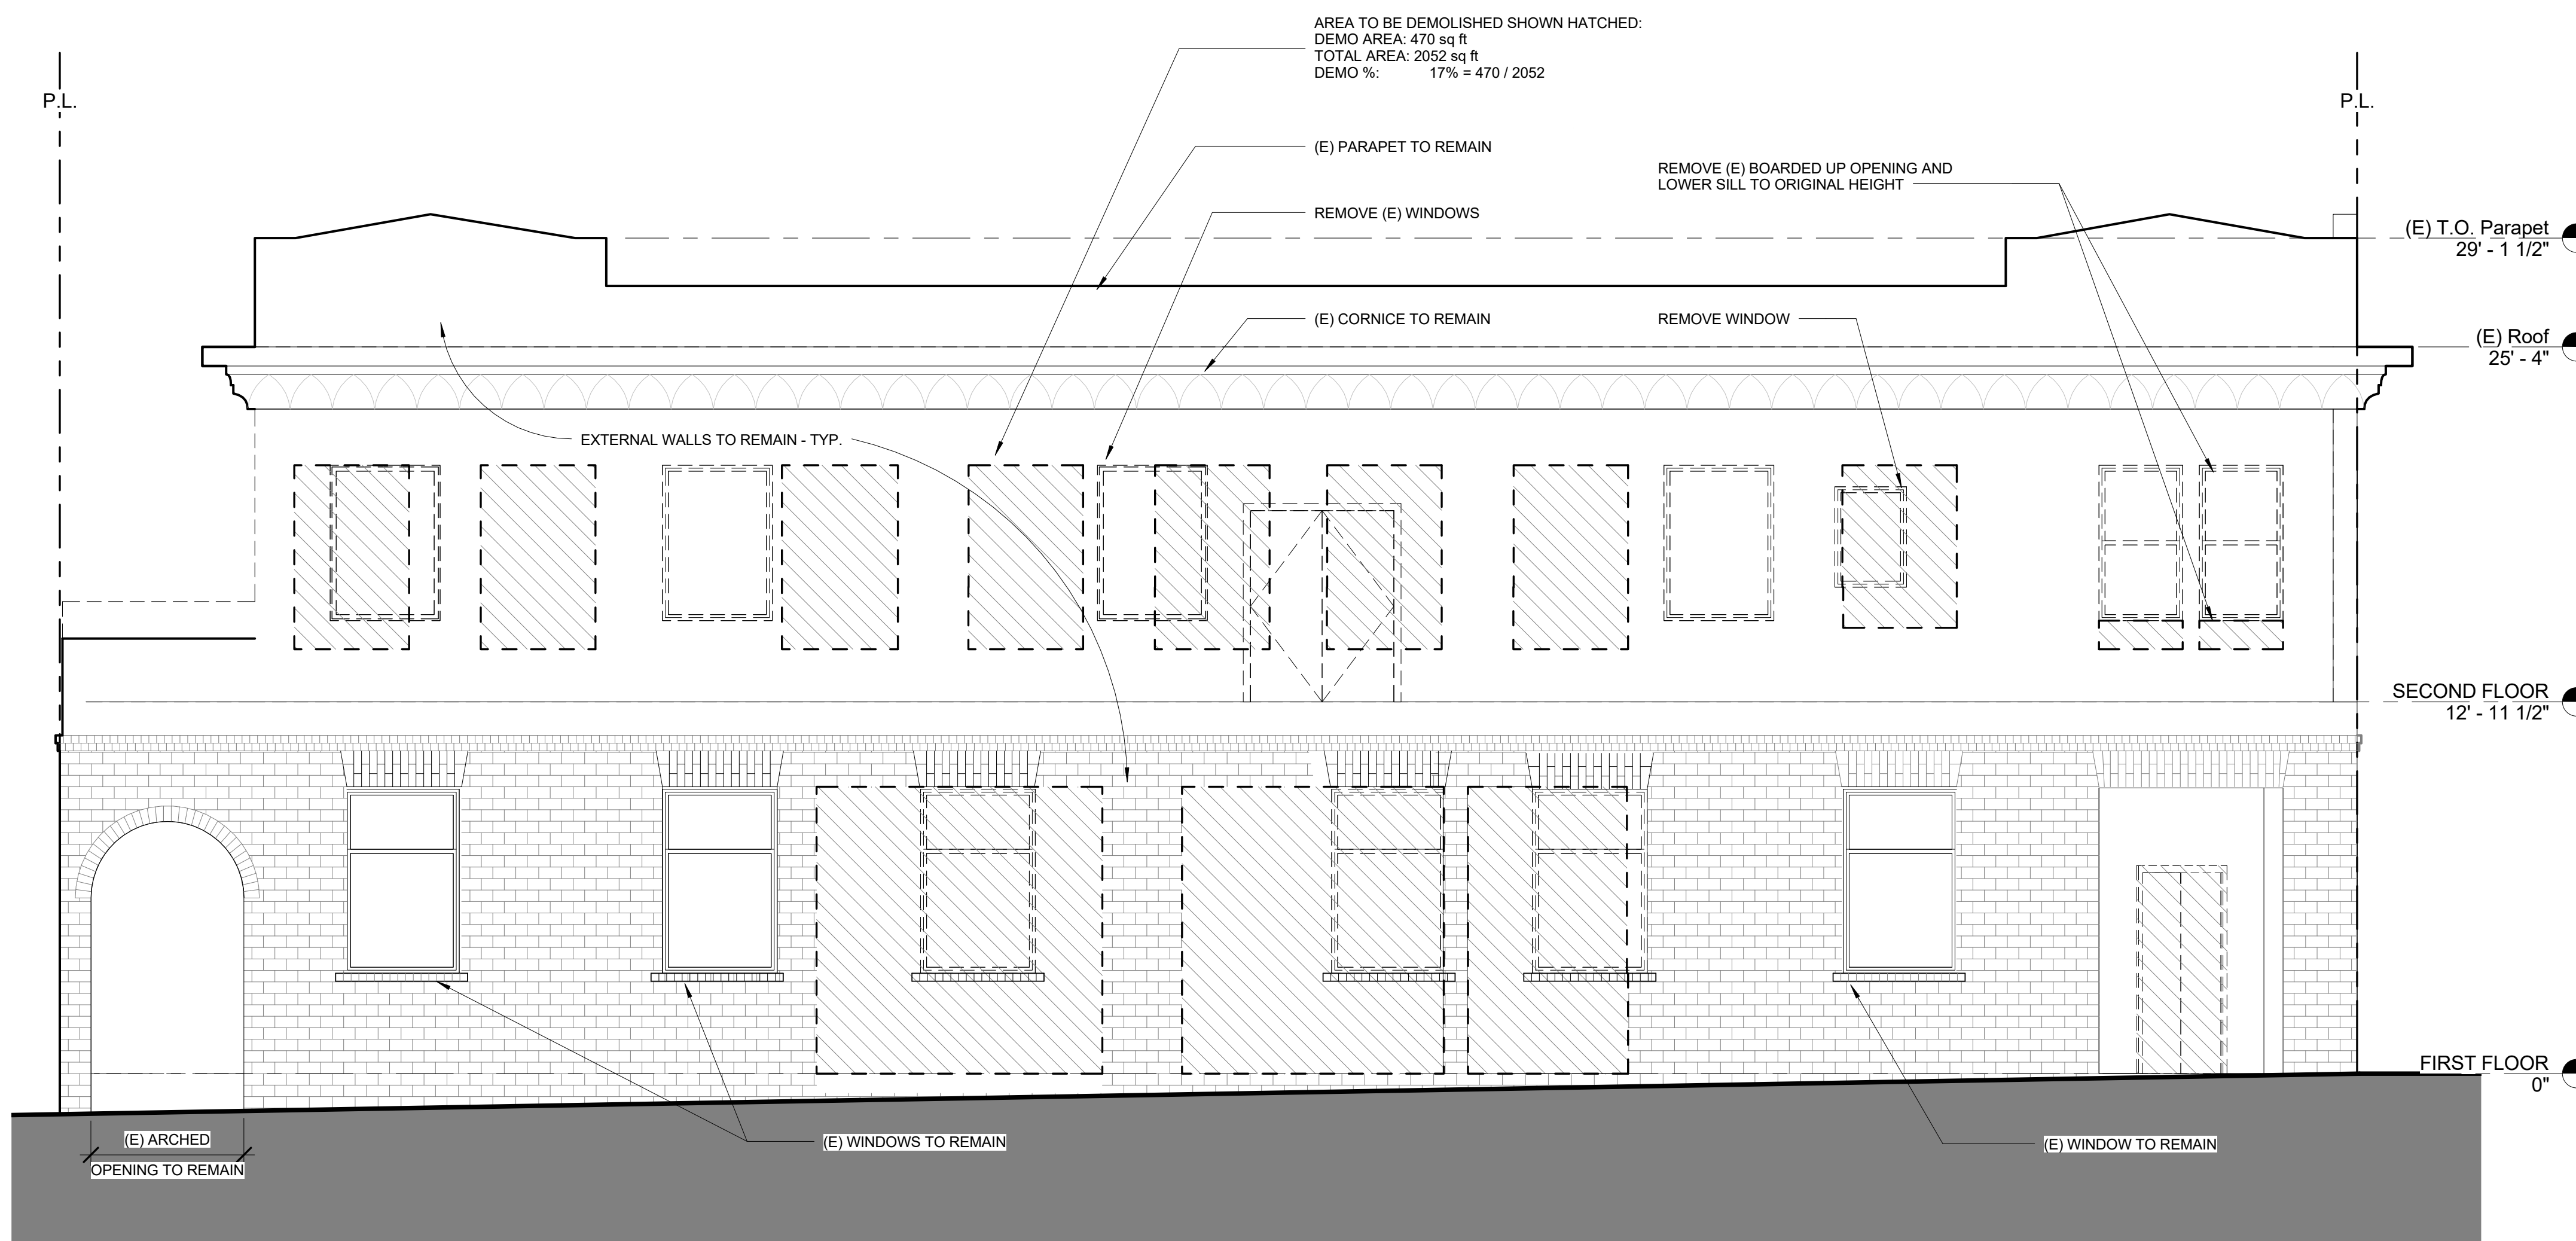 AREA TO BE DEMOLISHED SHOWN HATCHED:
DEMO AREA: 470 sq ft
TOTAL AREA: 2052 sq ft
DEMO %: 17% = 470 / 2052
P.L.
P.L.
(E) PARAPET TO REMAIN
REMOVE (E) BOARDED UP OPENING AND
LOWER SILL TO ORIGINAL HEIGHT
REMOVE (E) WINDOWS
(E) T.O. Parapet
29' - 1 1/2"
(E) CORNICE TO REMAIN
REMOVE WINDOW
(E) Roof
25' - 4"
EXTERNAL WALLS TO REMAIN - TYP.
SECOND FLOOR
12' - 11 1/2"
FIRST FLOOR
0"
(E) ARCHED
OPENING TO REMAIN
(E) WINDOWS TO REMAIN
(E) WINDOW TO REMAIN